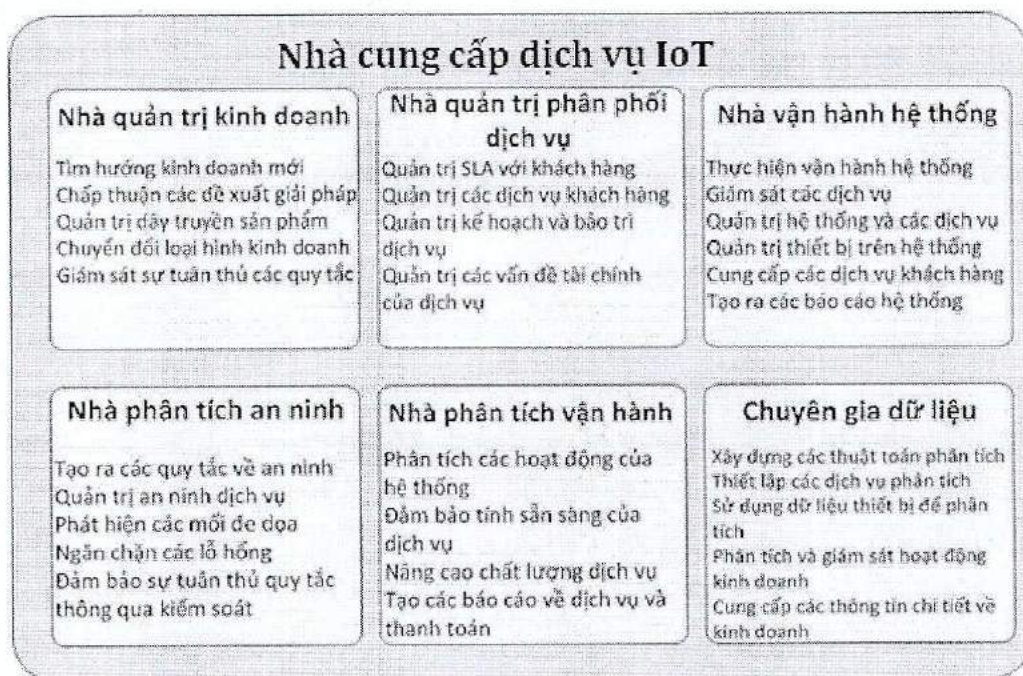 Nhà cung cấp dịch vụ IoT
Nhà quản trị kinh doanh
Tìm hướng kinh doanh mới
Chấp thuận các đề xuất giải pháp
Quản trị dây truyền sản phẩm
Chuyển đổi loại hình kinh doanh
Giám sát sự tuân thủ các quy tắc
Nhà quản trị phân phối
dịch vụ
Quản trị SLA với khách hàng
Quản trị các dịch vụ khách hàng
Quản trị kế hoạch và bảo trì
dịch vụ
Quản trị các vấn đề tài chính
của dịch vụ
Nhà vận hành hệ thống
Thực hiện vận hành hệ thống
Giám sát các dịch vụ
Quản trị hệ thống và các dịch vụ
Quản trị thiết bị trên hệ thống
Cung cấp các dịch vụ khách hàng
Tạo ra các báo cáo hệ thống
Nhà phân tích an ninh
Tạo ra các quy tắc về an ninh
Quản trị an ninh dịch vụ
Phát hiện các mối đe dọa
Ngăn chặn các lỗ hổng
Đảm bảo sự tuân thủ quy tắc
thông qua kiểm soát
Nhà phân tích vận hành
Phân tích các hoạt động của
hệ thống
Đảm bảo tính sẵn sàng của
dịch vụ
Nâng cao chất lượng dịch vụ
Tạo các báo cáo về dịch vụ và
thanh toán
Chuyên gia dữ liệu
Xây dựng các thuật toán phân tích
Thiết lập các dịch vụ phân tích
Sử dụng dữ liệu thiết bị để phân
tích
Phân tích và giám sát hoạt động
kinh doanh
Cung cấp các thông tin chi tiết về
kinh doanh